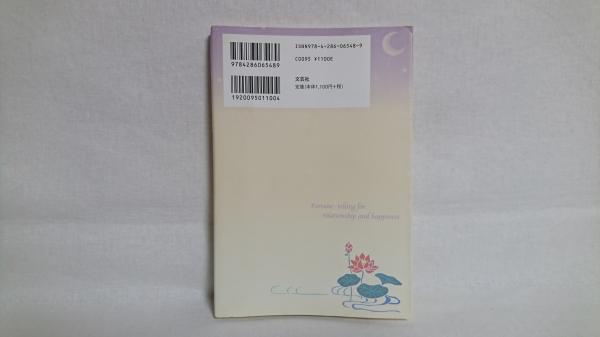 ISBN978-4-286-06548-9
C0095 ¥1100E
9784286065489
文芸社
定価(本体1,100円+税)
1920095011004
Fortune-telling for
relationship and happiness